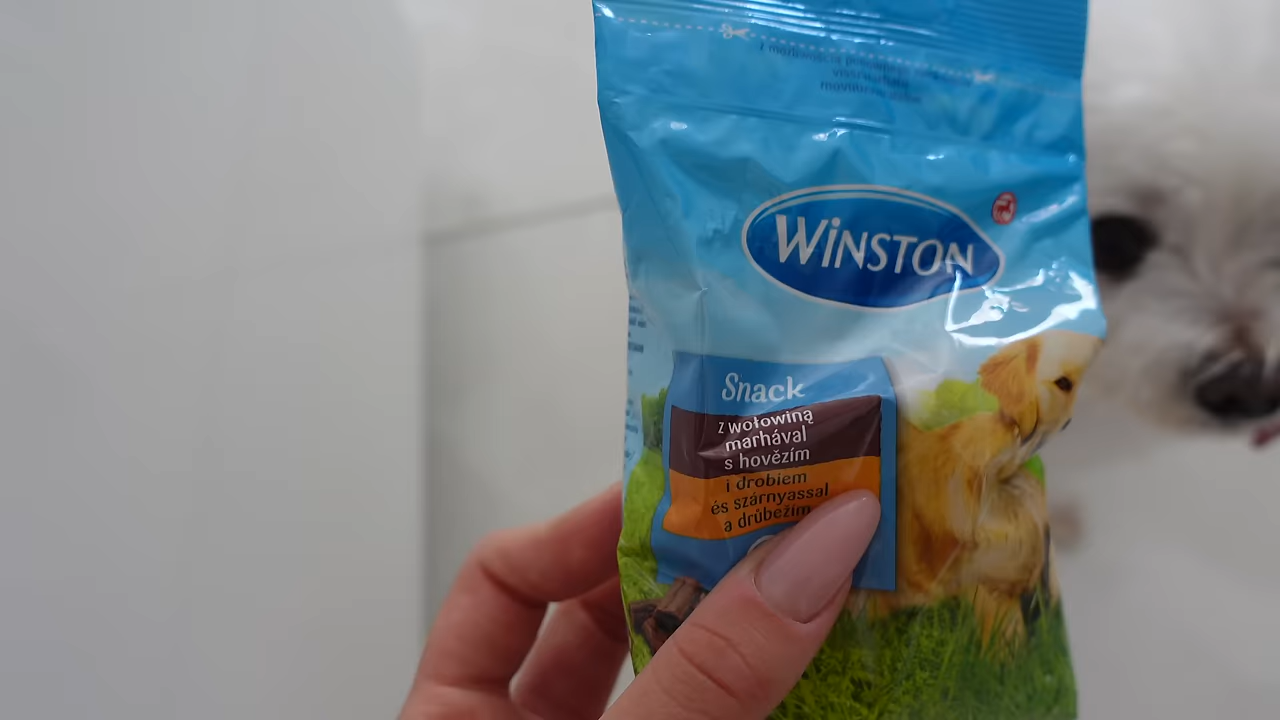 WINSTON
Snack
z wołowiną
marhával
s hovězím
i drobiem
és szárnyassal
a drůbežím